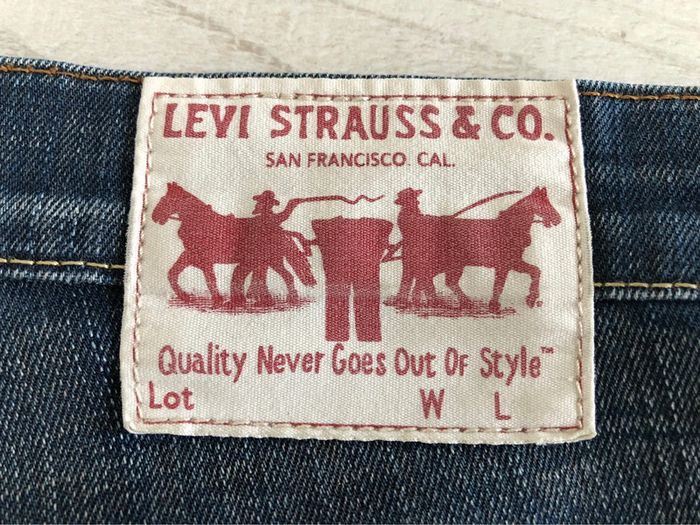 LEVI STRAUSS & CO.
SAN FRANCISCO. CAL.
Quality Never Goes Out Of Style™
Lot W L